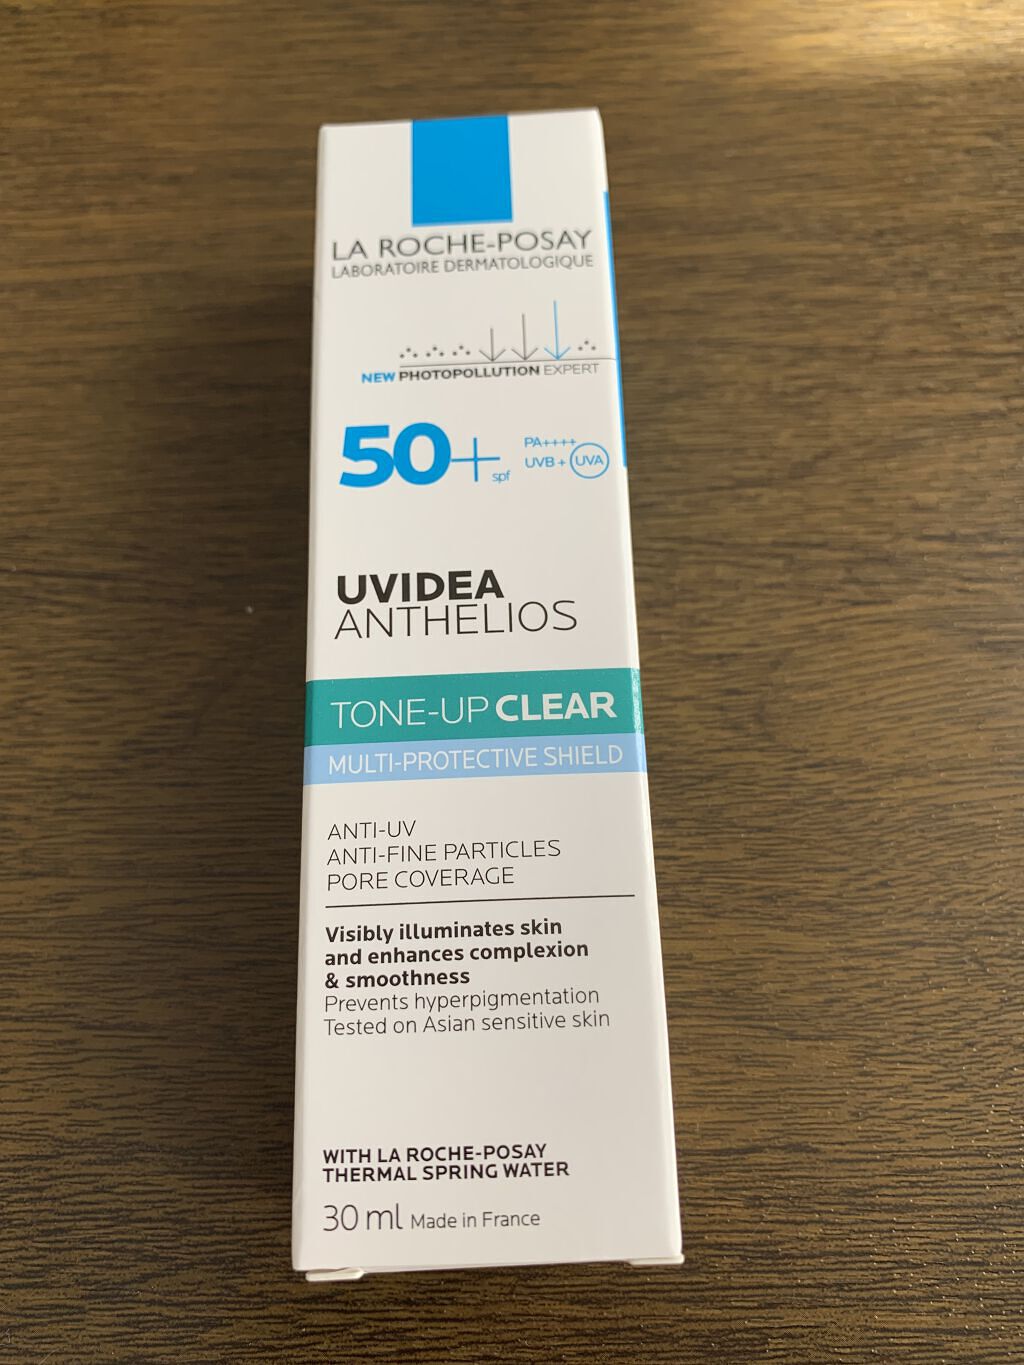 LA ROCHE-POSAY
LABORATOIRE DERMATOLOGIQUE
NEW PHOTOPOLLUTION EXPERT
50+ spf
PA++++
UVB + UVA
UVIDEA
ANTHELIOS
TONE-UP CLEAR
MULTI-PROTECTIVE SHIELD
ANTI-UV
ANTI-FINE PARTICLES
PORE COVERAGE
Visibly illuminates skin
and enhances complexion
& smoothness
Prevents hyperpigmentation
Tested on Asian sensitive skin
WITH LA ROCHE-POSAY
THERMAL SPRING WATER
30 ml Made in France